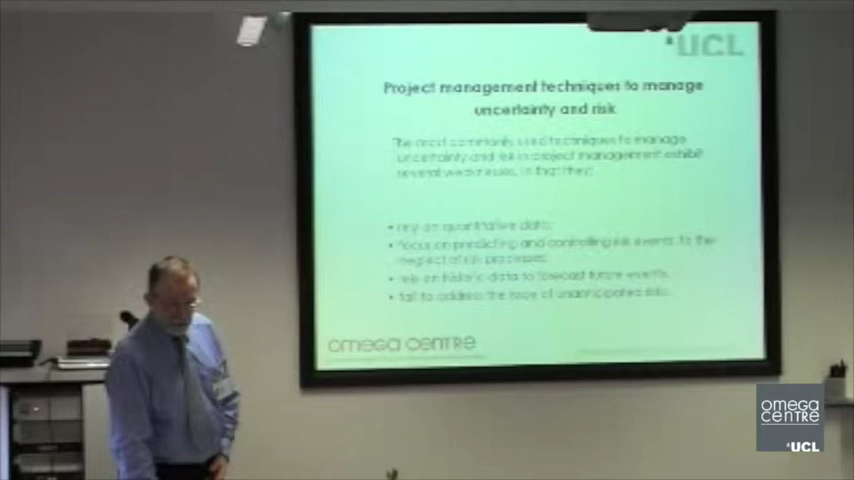 UCL
Project management techniques to manage
uncertainty and risk
The most commonly used techniques to manage
uncertainty and risk in project management exhibit
several weaknesses, in that they:
• rely on quantitative data;
• focus on predicting and controlling risk events, to the
neglect of risk processes;
• rely on historic data to forecast future events;
• fail to address the issue of unanticipated risks.
omega centre
omega
centre
UCL